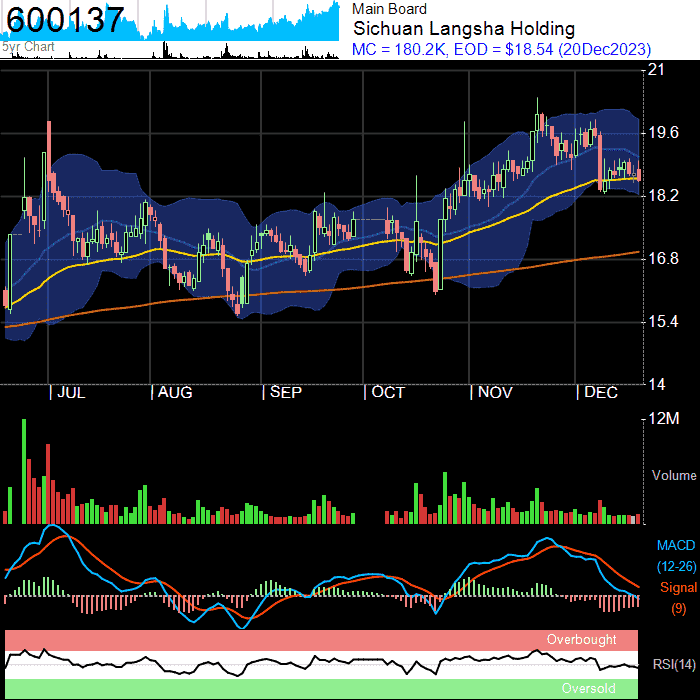 600137
5yr Chart
Main Board
Sichuan Langsha Holding
MC = 180.2K, EOD = $18.54 (20Dec2023)
21
19.6
18.2
16.8
15.4
14
| JUL | AUG | SEP | OCT | NOV | DEC
12M
Volume
MACD
(12-26)
Signal
(9)
Overbought
RSI(14)
Oversold